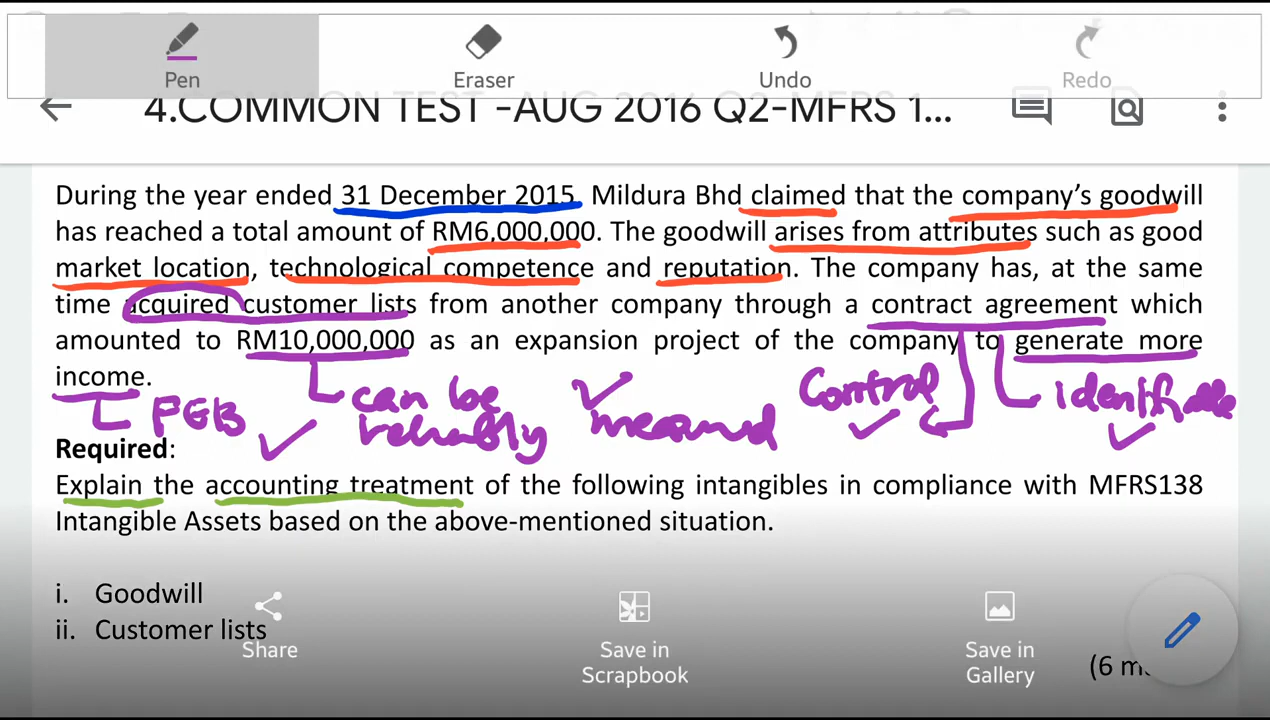 Pen
Eraser
Undo
Redo
4.COMMON TEST -AUG 2016 Q2-MFRS 1...
During the year ended 31 December 2015, Mildura Bhd claimed that the company's goodwill
has reached a total amount of RM6,000,000. The goodwill arises from attributes such as good
market location, technological competence and reputation. The company has, at the same
time acquired customer lists from another company through a contract agreement which
amounted to RM10,000,000 as an expansion project of the company to generate more
income.
FEB
can be
reliably
measured
Control
identifiable
Required:
Explain the accounting treatment of the following intangibles in compliance with MFRS138
Intangible Assets based on the above-mentioned situation.
i. Goodwill
ii. Customer lists
Share
Save in
Scrapbook
Save in
Gallery
(6 m